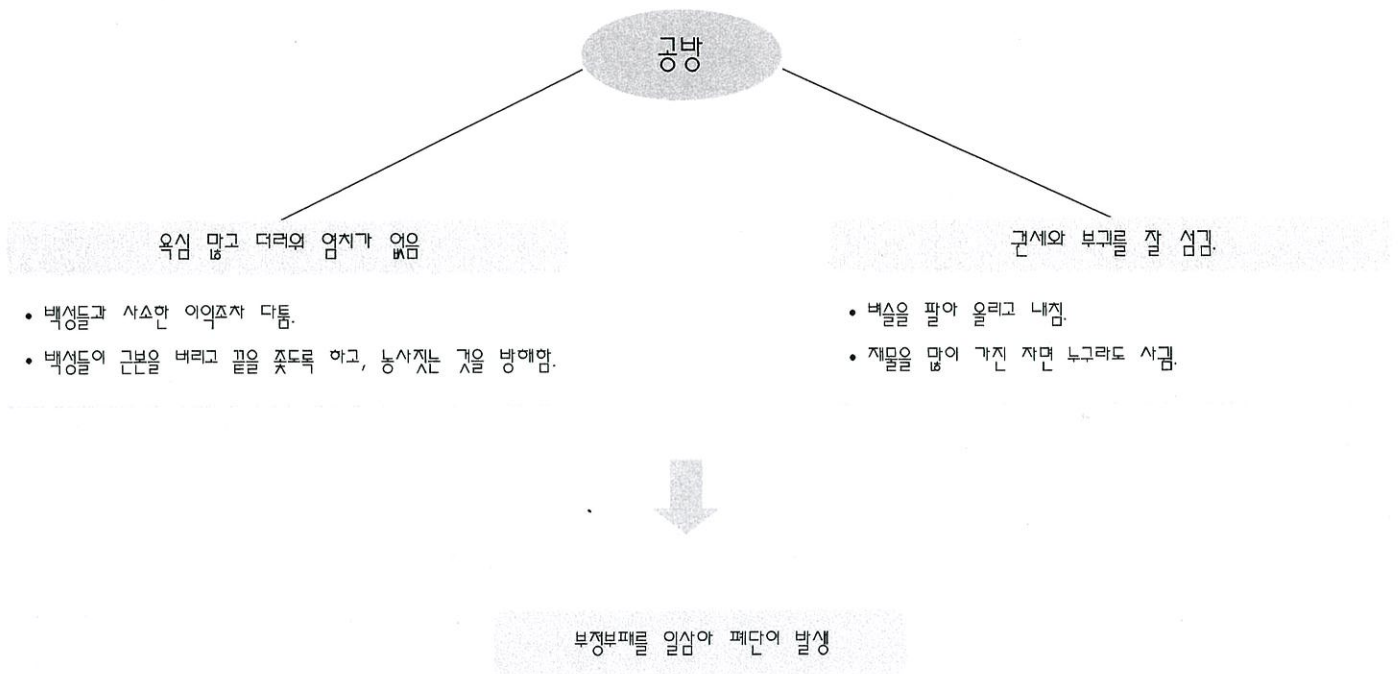 공방
욕심 많고 더러워 염치가 없음
권세와 부귀를 잘 섬김.
• 백성들과 사소한 이익조차 다툼.
• 백성들이 근본을 버리고 끝을 좇도록 하고, 농사짓는 것을 방해함.
• 벼슬을 팔아 올리고 내침.
• 재물을 많이 가진 자면 누구라도 사귐.
부정부패를 일삼아 폐단이 발생